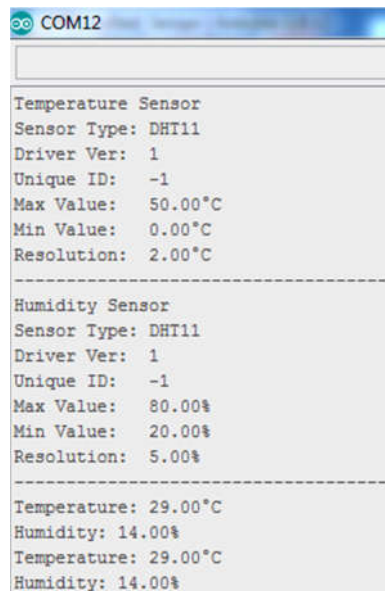 COM12
Temperature Sensor
Sensor Type: DHT11
Driver Ver:  1
Unique ID:   -1
Max Value:   50.00°C
Min Value:   0.00°C
Resolution:  2.00°C
------------------------------------
Humidity Sensor
Sensor Type: DHT11
Driver Ver:  1
Unique ID:   -1
Max Value:   80.00%
Min Value:   20.00%
Resolution:  5.00%
------------------------------------
Temperature: 29.00°C
Humidity: 14.00%
Temperature: 29.00°C
Humidity: 14.00%